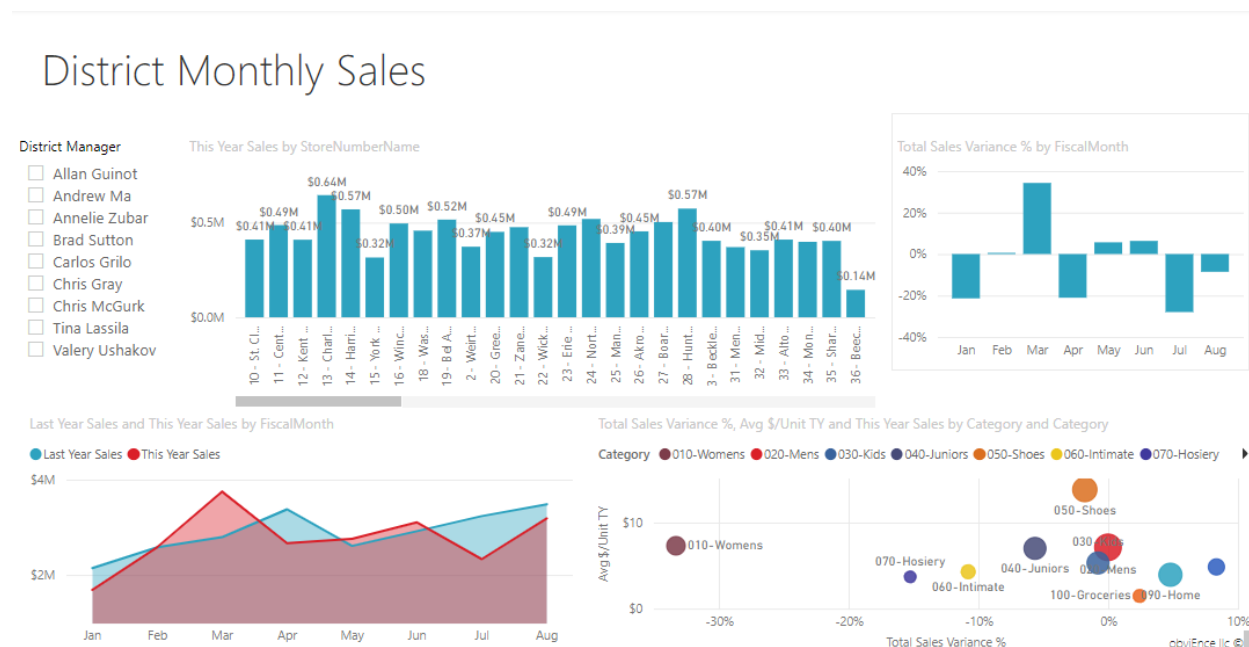 District Monthly Sales
District Manager
Allan Guinot
Andrew Ma
Annelie Zubar
Brad Sutton
Carlos Grilo
Chris Gray
Chris McGurk
Tina Lassila
Valery Ushakov
This Year Sales by StoreNumberName
$0.5M
$0.0M
$0.41M
$0.49M
$0.41M
$0.64M
$0.57M
$0.32M
$0.50M
$0.52M
$0.37M
$0.45M
$0.32M
$0.49M
$0.39M
$0.45M
$0.57M
$0.40M
$0.35M
$0.41M
$0.40M
$0.14M
10 - St. Cl...
11 - Cent...
12 - Kent ...
13 - Charl...
14 - Harri...
15 - York ...
16 - Winc...
18 - Was...
19 - Bel A...
2 - Weirt...
20 - Gree...
21 - Zane...
22 - Wick...
23 - Erie ...
24 - Nort...
25 - Man...
26 - Akro...
27 - Boar...
28 - Hunt...
3 - Beckle...
31 - Men...
32 - Mid...
33 - Alto...
34 - Mon...
35 - Shar...
36 - Beec...
Total Sales Variance % by FiscalMonth
40%
20%
0%
-20%
-40%
Jan Feb Mar Apr May Jun Jul Aug
Last Year Sales and This Year Sales by FiscalMonth
Last Year Sales This Year Sales
$4M
$2M
Jan Feb Mar Apr May Jun Jul Aug
Total Sales Variance %, Avg $/Unit TY and This Year Sales by Category and Category
Category 010-Womens 020-Mens 030-Kids 040-Juniors 050-Shoes 060-Intimate 070-Hosiery
Avg $/Unit TY
$10
$0
050-Shoes
010-Womens
030-Kids
070-Hosiery
040-Juniors
020-Mens
060-Intimate
100-Groceries
090-Home
-30% -20% -10% 0% 10%
Total Sales Variance %
obviEnce llc ©